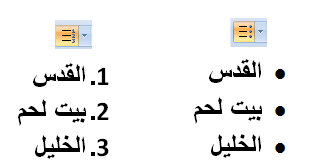 • القدس
• بيت لحم
• الخليل
1. القدس
2. بيت لحم
3. الخليل